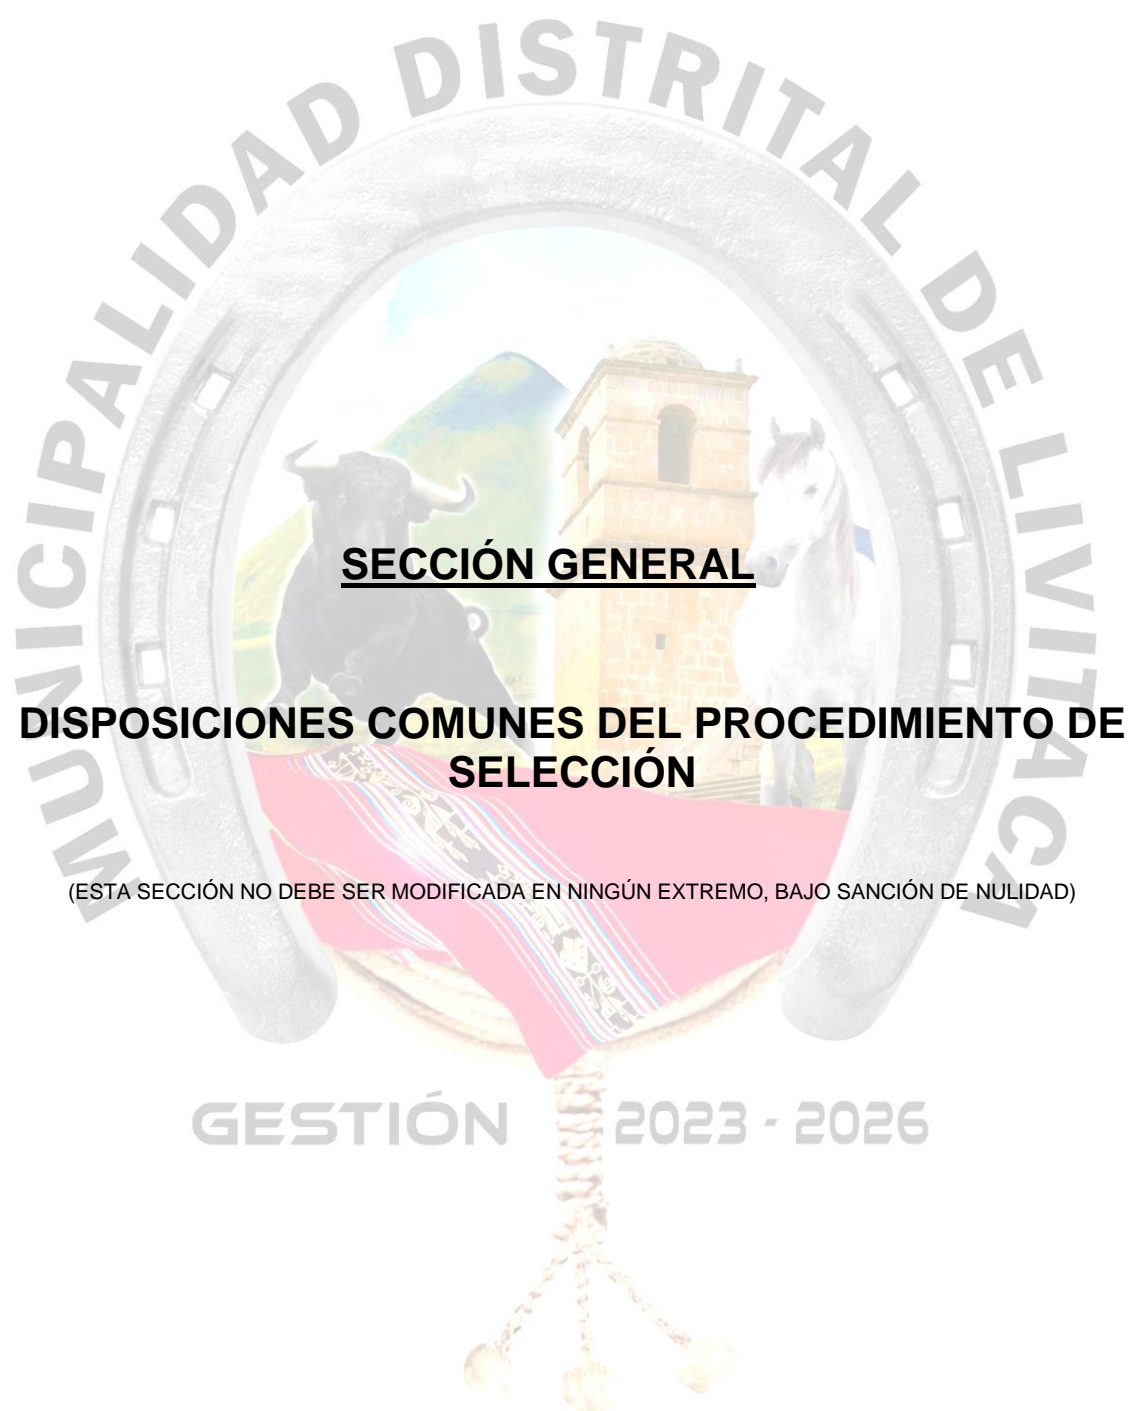 MUNICIPALIDAD DISTRITAL DE LIVITACA
SECCIÓN GENERAL
DISPOSICIONES COMUNES DEL PROCEDIMIENTO DE
SELECCIÓN
(ESTA SECCIÓN NO DEBE SER MODIFICADA EN NINGÚN EXTREMO, BAJO SANCIÓN DE NULIDAD)
GESTIÓN 2023 - 2026